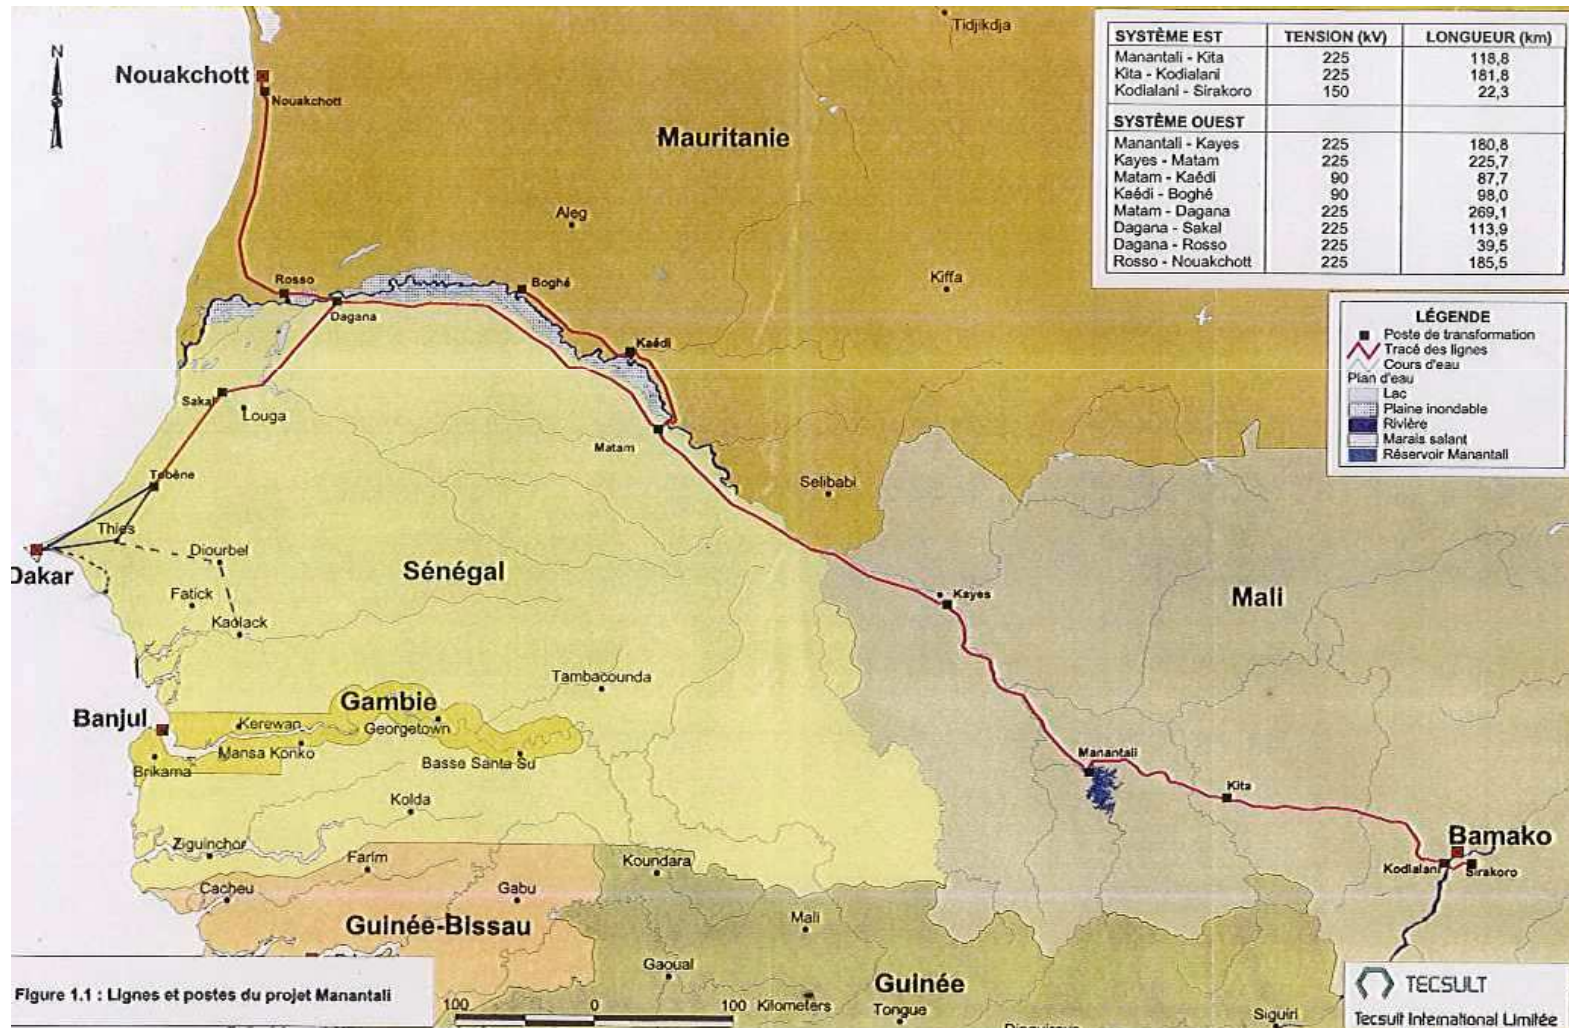 Tidjikdja
SYSTÈME EST TENSION (kV) LONGUEUR (km)
Manantali - Kita 225 118,8
Kita - Kodialani 225 181,8
Kodialani - Sirakoro 150 22,3
SYSTÈME OUEST
Manantali - Kayes 225 180,8
Kayes - Matam 225 225,7
Matam - Kaédi 90 87,7
Kaédi - Boghé 90 98,0
Matam - Dagana 225 269,1
Dagana - Sakal 225 113,9
Dagana - Rosso 225 39,5
Rosso - Nouakchott 225 185,5
N
Nouakchott
Nouakchott
Mauritanie
Aleg
Kiffa
Rosso
Boghé
Dagana
Kaédi
LÉGENDE
Poste de transformation
Tracé des lignes
Cours d'eau
Plan d'eau
Lac
Plaine inondable
Rivière
Marais salant
Réservoir Manantali
Sakal
Louga
Matam
Tobène
Selibabi
Thies
Diourbel
Dakar
Sénégal
Fatick
Kayes
Mali
Kaolack
Tambacounda
Gambie
Banjul
Kerewan
Georgetown
Mansa Konko
Basse Santa Su
Brikama
Manantali
Kita
Kolda
Bamako
Ziguinchor
Farim
Koundara
Kodialani
Sirakoro
Cacheu
Gabu
Mali
Guinée-Bissau
Gaoual
Guinée
Figure 1.1 : Lignes et postes du projet Manantali
100 0 100 Kilometers
Tongue
Siguiri
TECSULT
Tecsult International Limitée